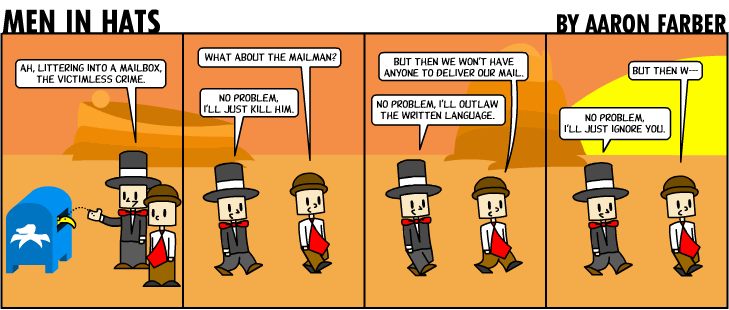 MEN IN HATS
BY AARON FARBER
AH, LITTERING INTO A MAILBOX,
THE VICTIMLESS CRIME.
WHAT ABOUT THE MAILMAN?
NO PROBLEM,
I'LL JUST KILL HIM.
BUT THEN WE WON'T HAVE
ANYONE TO DELIVER OUR MAIL.
NO PROBLEM, I'LL OUTLAW
THE WRITTEN LANGUAGE.
BUT THEN W--
NO PROBLEM,
I'LL JUST IGNORE YOU.